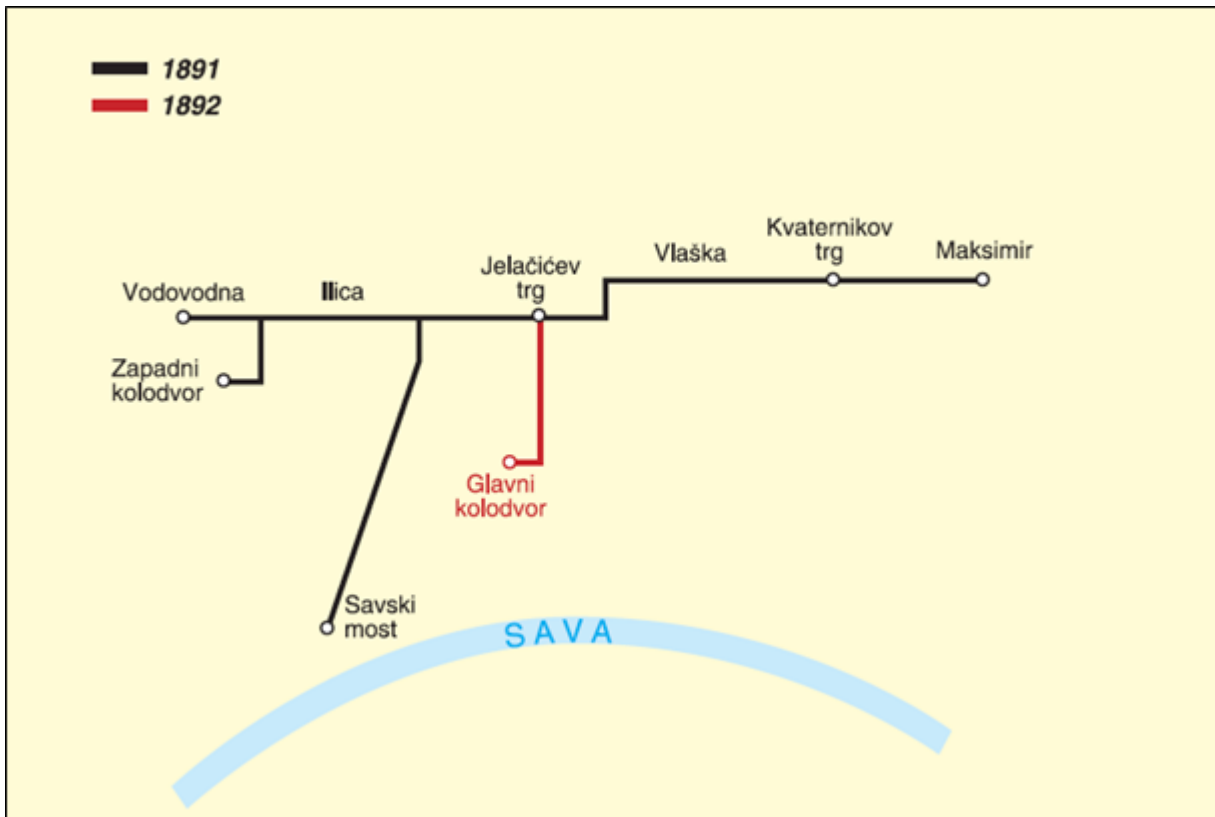 1891
1892
Vodovodna
Ilica
Jelačićev
trg
Vlaška
Kvaternikov
trg
Maksimir
Zapadni
kolodvor
Glavni
kolodvor
Savski
most
SAVA